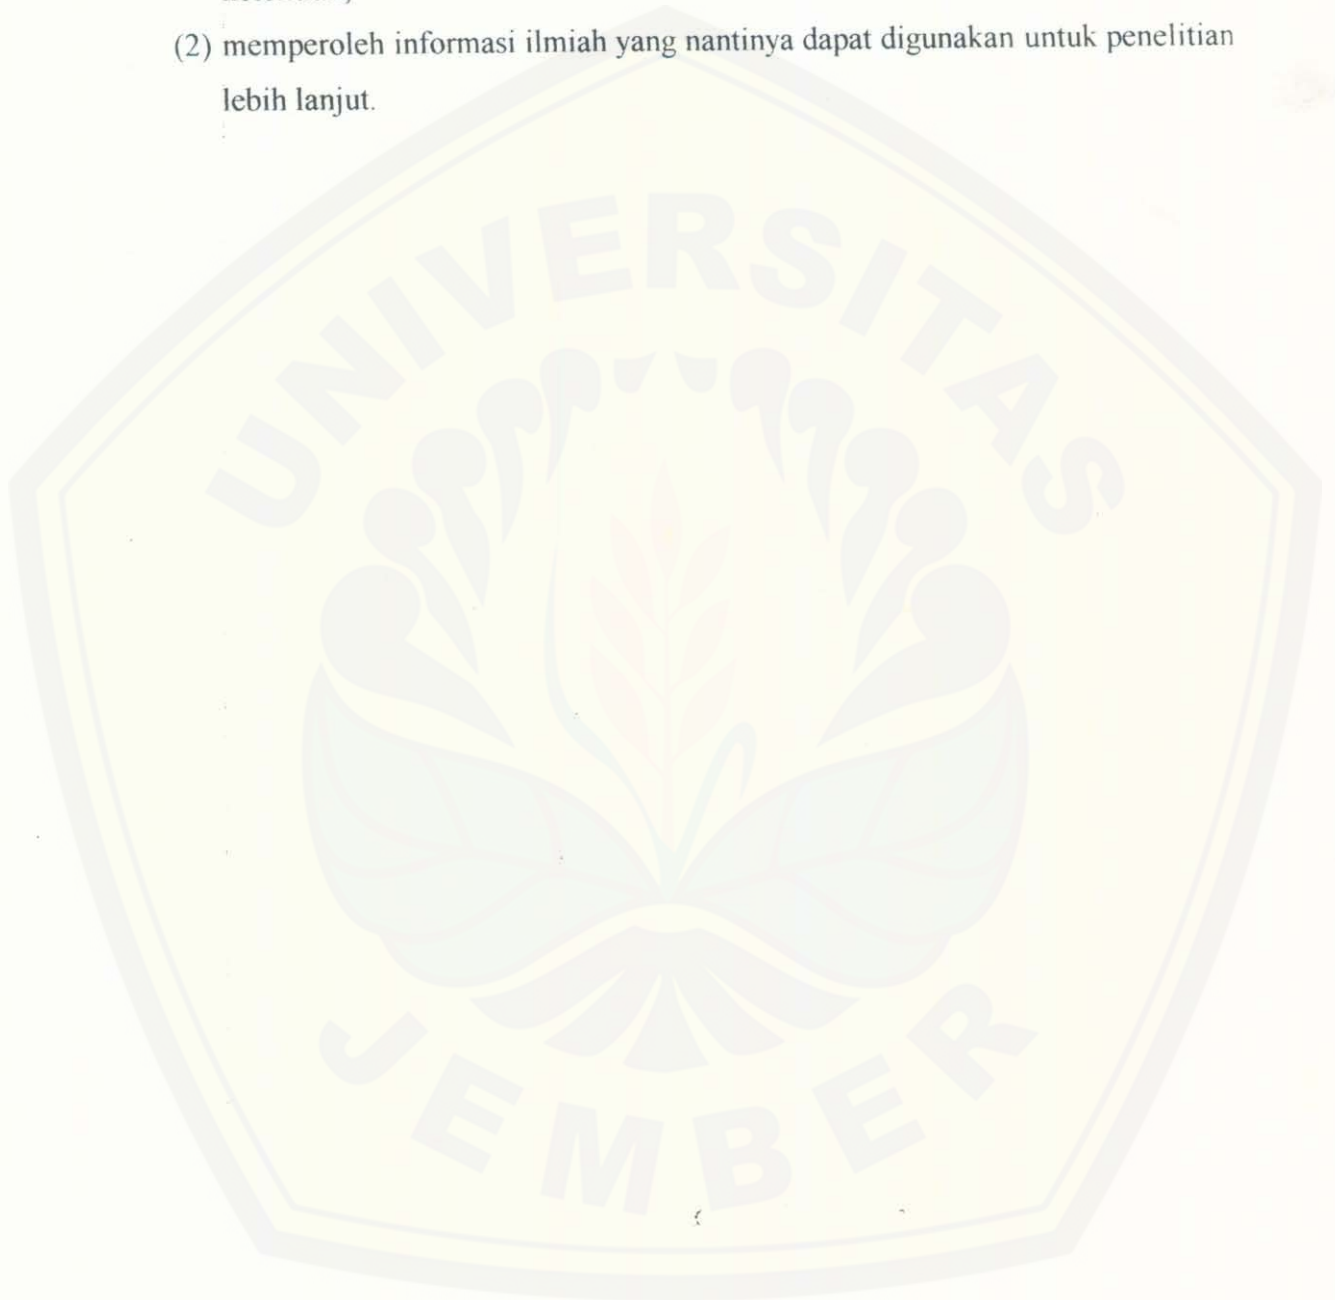 (2) memperoleh informasi ilmiah yang nantinya dapat digunakan untuk penelitian
lebih lanjut.
UNIVERSITAS
JEMBER